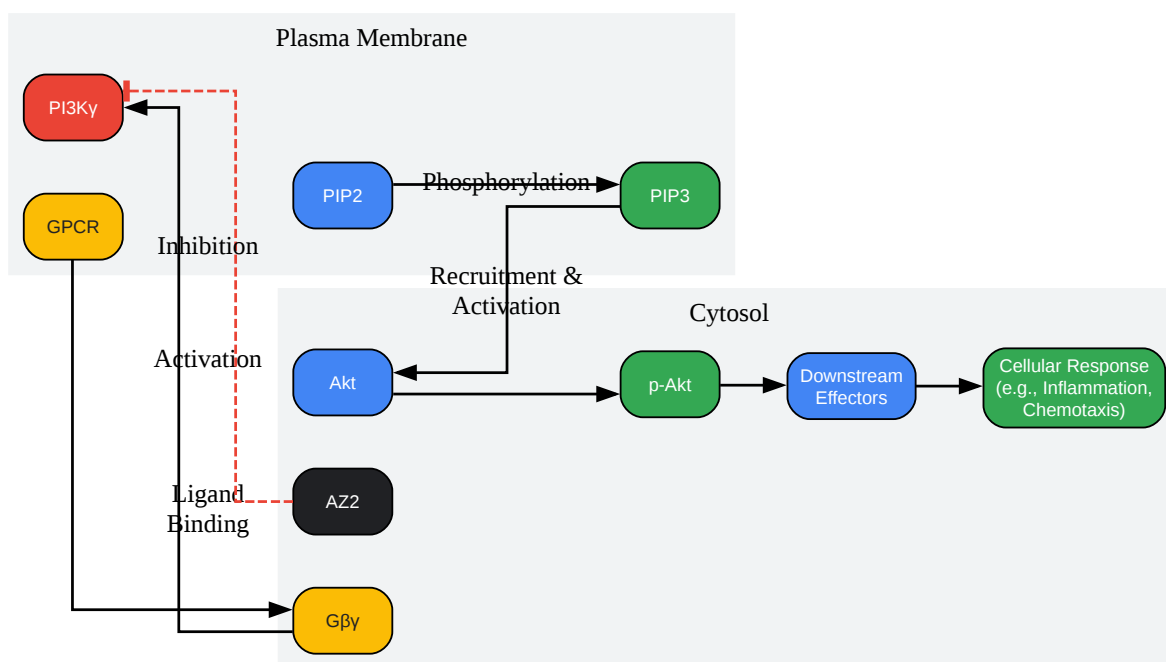 Plasma Membrane
PI3Kγ
PIP2
Phosphorylation
PIP3
GPCR
Inhibition
Recruitment &
Activation
Cytosol
Activation
Akt
p-Akt
Downstream
Effectors
Cellular Response
(e.g., Inflammation,
Chemotaxis)
Ligand
Binding
AZ2
Gβγ